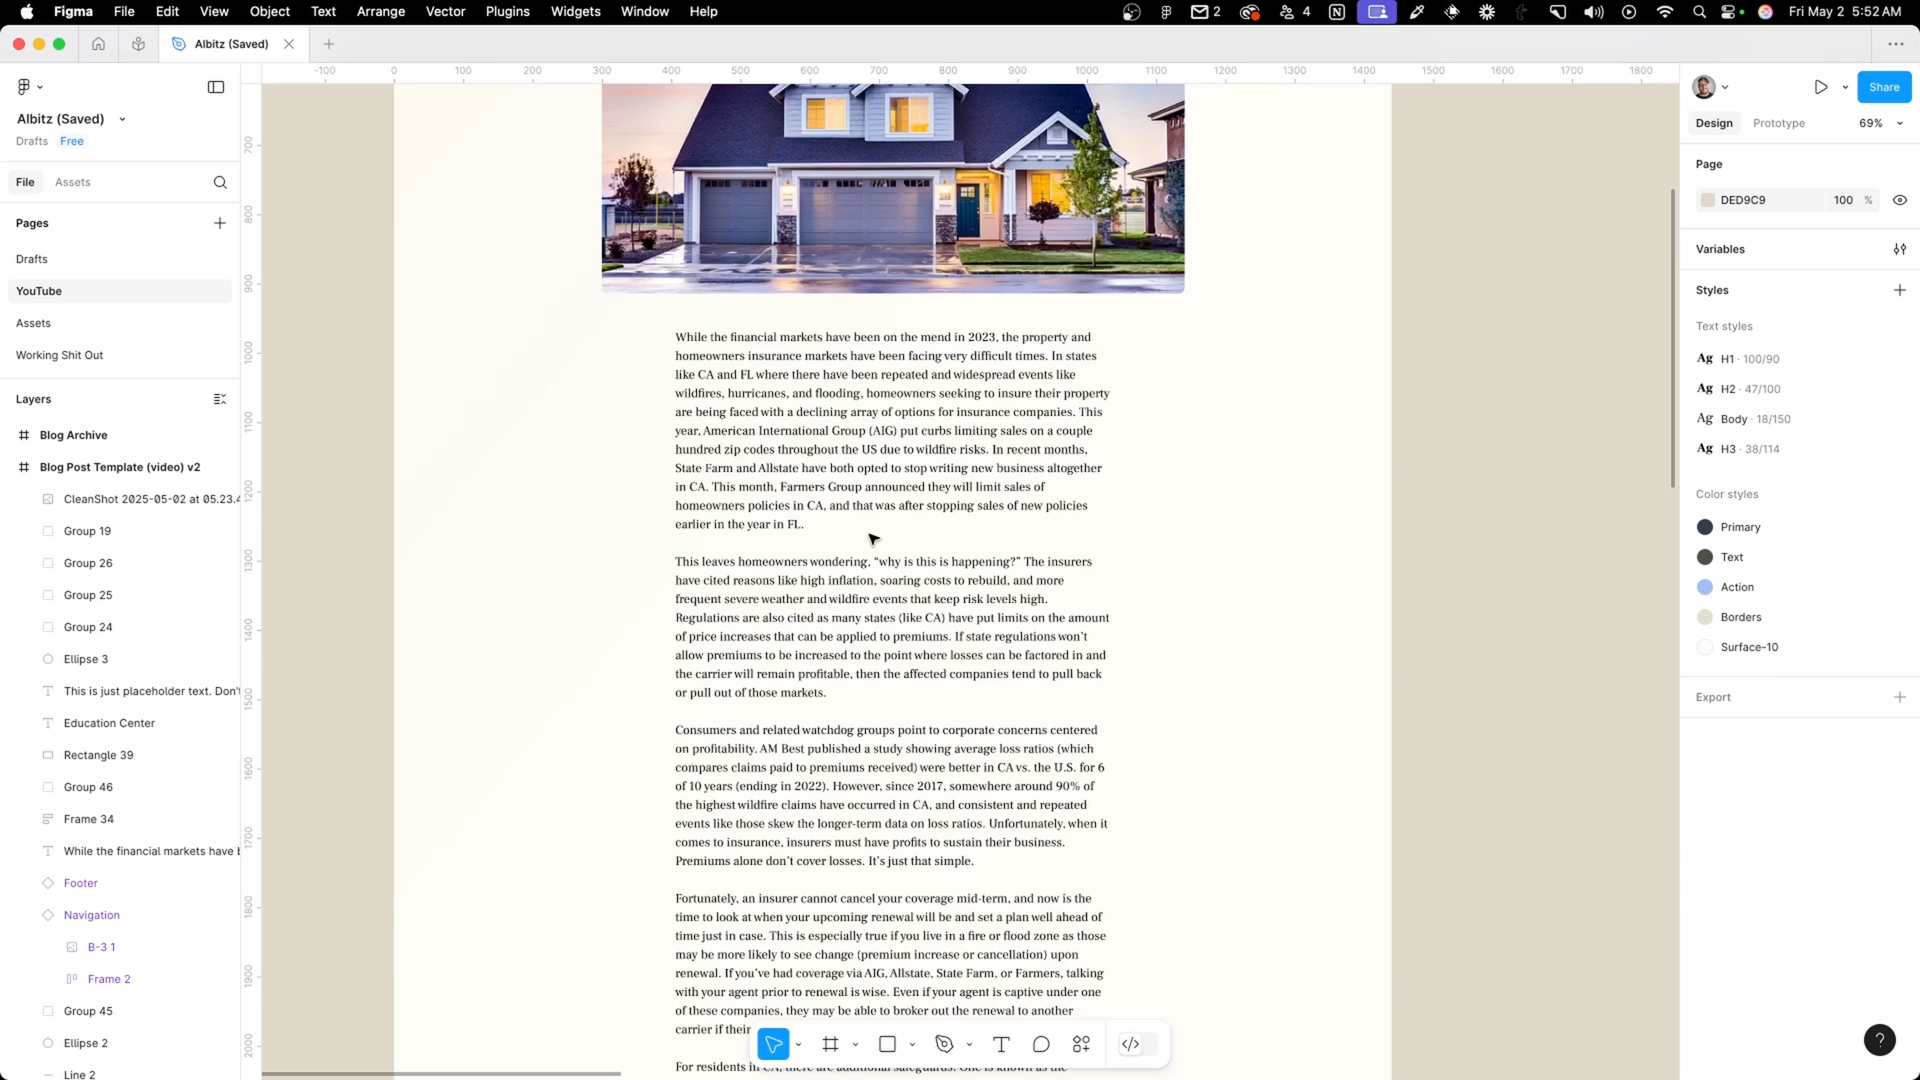 Figma File Edit View Object Text Arrange Vector Plugins Widgets Window Help 2 4 Fri May 2 5:52 AM
Albitz (Saved)
-100 0 100 200 300 400 500 600 700 800 900 1000 1100 1200 1300 1400 1500 1600 1700 1800
Share
Albitz (Saved)
Drafts Free
Design Prototype 69%
File Assets
Pages
Drafts
YouTube
Assets
Working Shit Out
Layers
Blog Archive
Blog Post Template (video) v2
CleanShot 2025-05-02 at 05.23.
Group 19
Group 26
Group 25
Group 24
Ellipse 3
This is just placeholder text. Don't
Education Center
Rectangle 39
Group 46
Frame 34
While the financial markets have
Footer
Navigation
B-3 1
Frame 2
Group 45
Ellipse 2
Line 2
700
800
900
1000
1100
1200
1300
1400
1500
1600
1700
1800
1900
2000
While the financial markets have been on the mend in 2023, the property and
homeowners insurance markets have been facing very difficult times. In states
like CA and FL where there have been repeated and widespread events like
wildfires, hurricanes, and flooding, homeowners seeking to insure their property
are being faced with a declining array of options for insurance companies. This
year, American International Group (AIG) put curbs limiting sales on a couple
hundred zip codes throughout the US due to wildfire risks. In recent months,
State Farm and Allstate have both opted to stop writing new business altogether
in CA. This month, Farmers Group announced they will limit sales of
homeowners policies in CA, and that was after stopping sales of new policies
earlier in the year in FL.
This leaves homeowners wondering, “why is this is happening?” The insurers
have cited reasons like high inflation, soaring costs to rebuild, and more
frequent severe weather and wildfire events that keep risk levels high.
Regulations are also cited as many states (like CA) have put limits on the amount
of price increases that can be applied to premiums. If state regulations won’t
allow premiums to be increased to the point where losses can be factored in and
the carrier will remain profitable, then the affected companies tend to pull back
or pull out of those markets.
Consumers and related watchdog groups point to corporate concerns centered
on profitability. AM Best published a study showing average loss ratios (which
compares claims paid to premiums received) were better in CA vs. the U.S. for 6
of 10 years (ending in 2022). However, since 2017, somewhere around 90% of
the highest wildfire claims have occurred in CA, and consistent and repeated
events like those skew the longer-term data on loss ratios. Unfortunately, when it
comes to insurance, insurers must have profits to sustain their business.
Premiums alone don’t cover losses. It’s just that simple.
Fortunately, an insurer cannot cancel your coverage mid-term, and now is the
time to look at when your upcoming renewal will be and set a plan well ahead of
time just in case. This is especially true if you live in a fire or flood zone as those
may be more likely to see change (premium increase or cancellation) upon
renewal. If you’ve had coverage via AIG, Allstate, State Farm, or Farmers, talking
with your agent prior to renewal is wise. Even if your agent is captive under one
of these companies, they may be able to broker out the renewal to another
carrier if their
For residents in CA, there are additional safeguards. One is known as the
Page
DED9C9 100 %
Variables
Styles
Text styles
Ag H1 · 100/90
Ag H2 · 47/100
Ag Body · 18/150
Ag H3 · 38/114
Color styles
Primary
Text
Action
Borders
Surface-10
Export
?